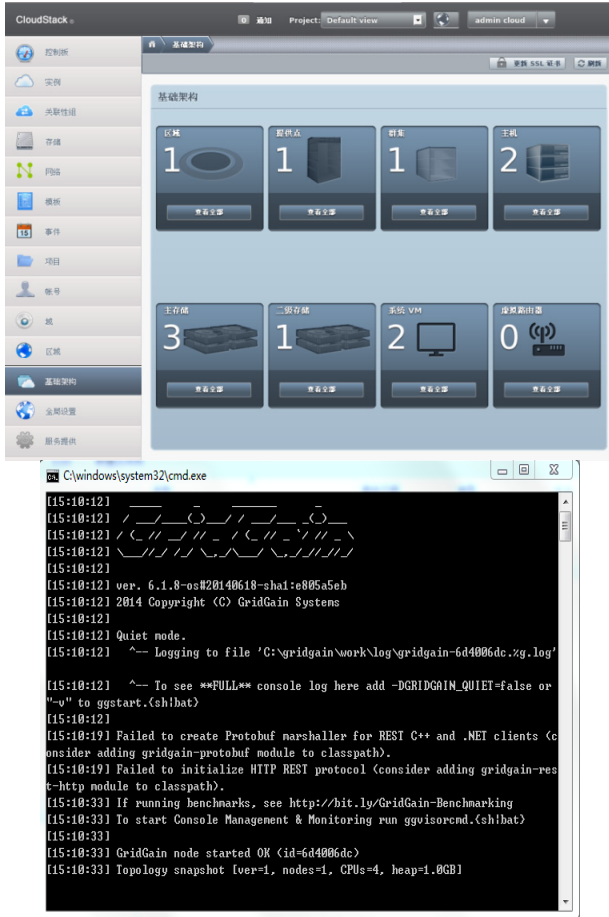 CloudStack
0 通知 Project: Default view admin cloud
控制板
实例
关联性组
存储
网络
模板
事件
15
项目
帐号
域
区域
基础架构
全局设置
服务提供
基础架构
更新 SSL 证书 刷新
基础架构
区域 提供点 群集 主机
1 1 1 2
查看全部 查看全部 查看全部 查看全部
主存储 二级存储 系统 VM 虚拟路由器
3 1 2 0
查看全部 查看全部 查看全部 查看全部
C:\windows\system32\cmd.exe
[15:10:12]    _____     _     _______     _
[15:10:12]   / ___/____(_)___/ / ___/___ _(_)___
[15:10:12] / (_ // __/ // _  / (_ // _ `/ // _ \
[15:10:12] \___//_/ /_/ \_,_/\___/ \_,_/_//_//_/
[15:10:12]
[15:10:12] ver. 6.1.8-os#20140618-sha1:e805a5eb
[15:10:12] 2014 Copyright (C) GridGain Systems
[15:10:12]
[15:10:12] Quiet mode.
[15:10:12]   ^-- Logging to file 'C:\gridgain\work\log\gridgain-6d4006dc.%g.log'
[15:10:12]   ^-- To see **FULL** console log here add -DGRIDGAIN_QUIET=false or
"-v" to ggstart.{sh|bat}
[15:10:12]
[15:10:19] Failed to create Protobuf marshaller for REST C++ and .NET clients (c
onsider adding gridgain-protobuf module to classpath).
[15:10:19] Failed to initialize HTTP REST protocol (consider adding gridgain-res
t-http module to classpath).
[15:10:33] If running benchmarks, see http://bit.ly/GridGain-Benchmarking
[15:10:33] To start Console Management & Monitoring run ggvisorcmd.{sh|bat}
[15:10:33]
[15:10:33] GridGain node started OK (id=6d4006dc)
[15:10:33] Topology snapshot [ver=1, nodes=1, CPUs=4, heap=1.0GB]